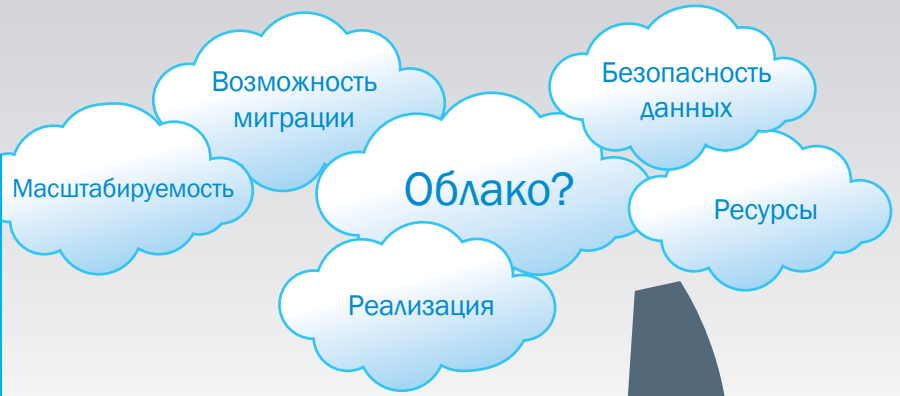 Возможность
миграции
Безопасность
данных
Масштабируемость
Облако?
Ресурсы
Реализация